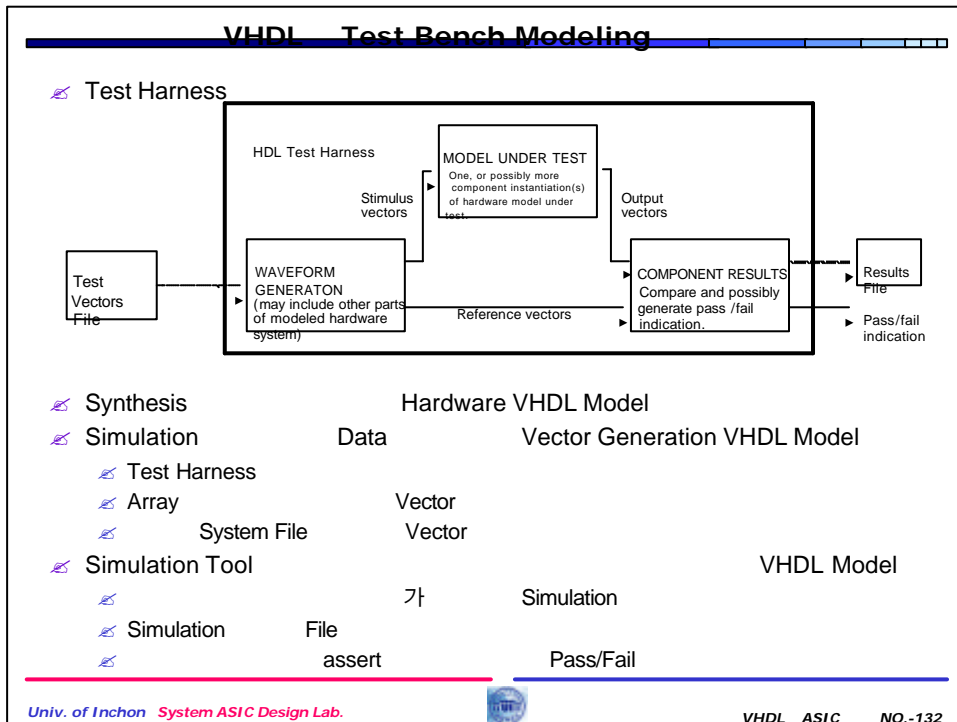 VHDL Test Bench Modeling
Test Harness
HDL Test Harness
MODEL UNDER TEST
One, or possibly more
component instantiation(s)
of hardware model under
test.
Stimulus
vectors
Output
vectors
Test
Vectors
File
WAVEFORM
GENERATON
(may include other parts
of modeled hardware
system)
Reference vectors
COMPONENT RESULTS
Compare and possibly
generate pass /fail
indication.
Results
File
Pass/fail
indication
Synthesis Hardware VHDL Model
Simulation Data Vector Generation VHDL Model
Test Harness
Array Vector
System File Vector
Simulation Tool VHDL Model
가 Simulation
Simulation File
assert Pass/Fail
Univ. of Inchon System ASIC Design Lab.
VHDL ASIC NO.-132